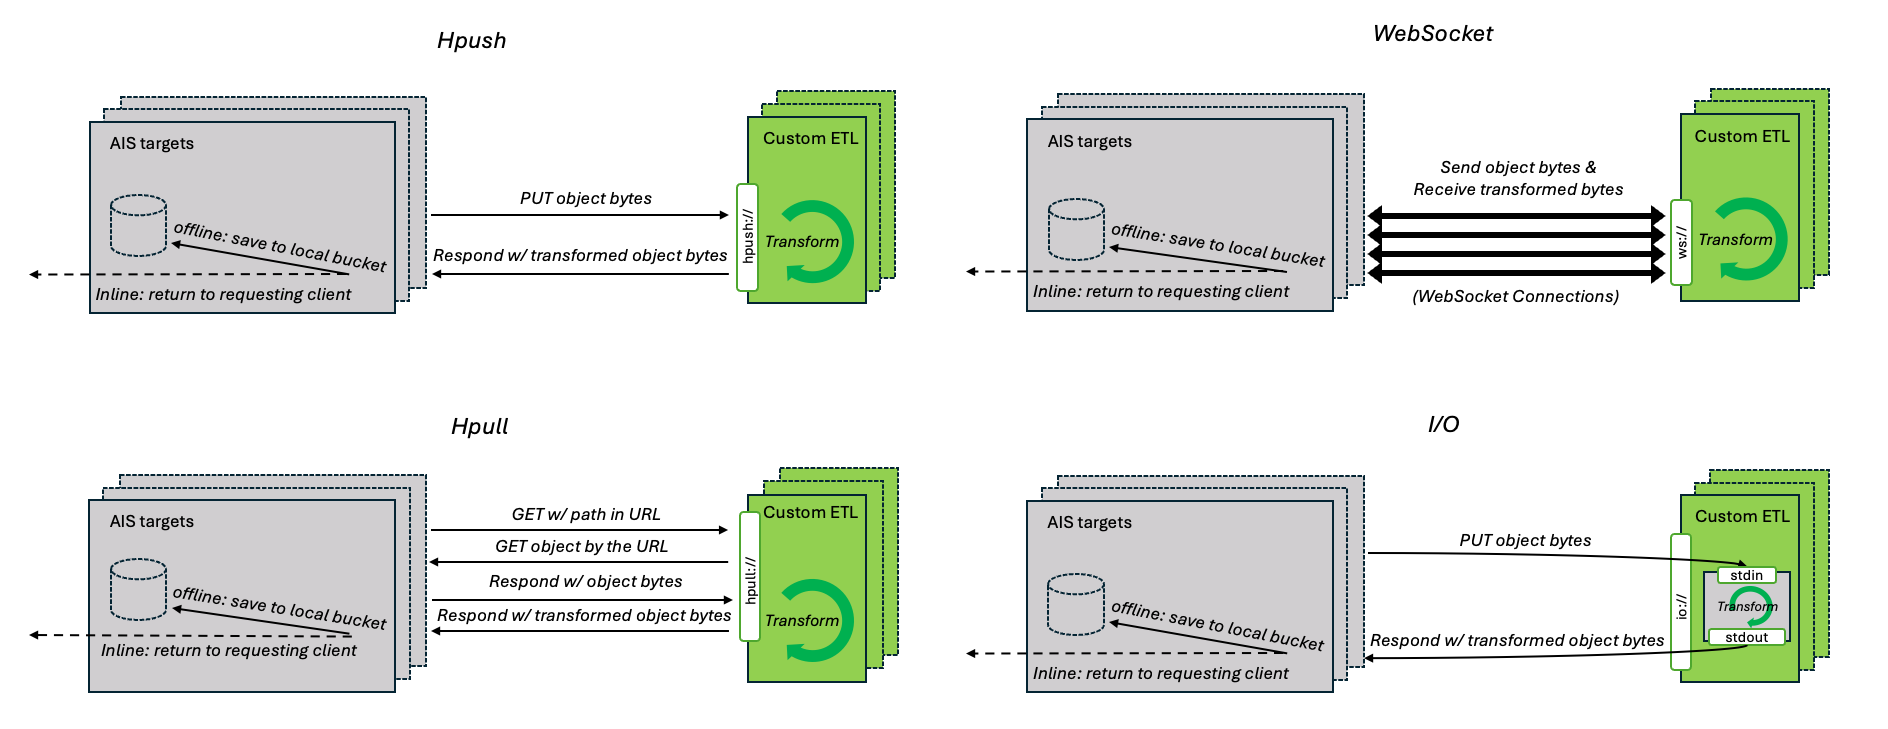 Hpush
AIS targets
offline: save to local bucket
Inline: return to requesting client
PUT object bytes
Respond w/ transformed object bytes
hpush://
Custom ETL
Transform
WebSocket
AIS targets
offline: save to local bucket
Inline: return to requesting client
Send object bytes &
Receive transformed bytes
(WebSocket Connections)
ws://
Custom ETL
Transform
Hpull
AIS targets
offline: save to local bucket
Inline: return to requesting client
GET w/ path in URL
GET object by the URL
Respond w/ object bytes
Respond w/ transformed object bytes
hpull://
Custom ETL
Transform
I/O
AIS targets
offline: save to local bucket
Inline: return to requesting client
PUT object bytes
Respond w/ transformed object bytes
io://
Custom ETL
stdin
Transform
stdout